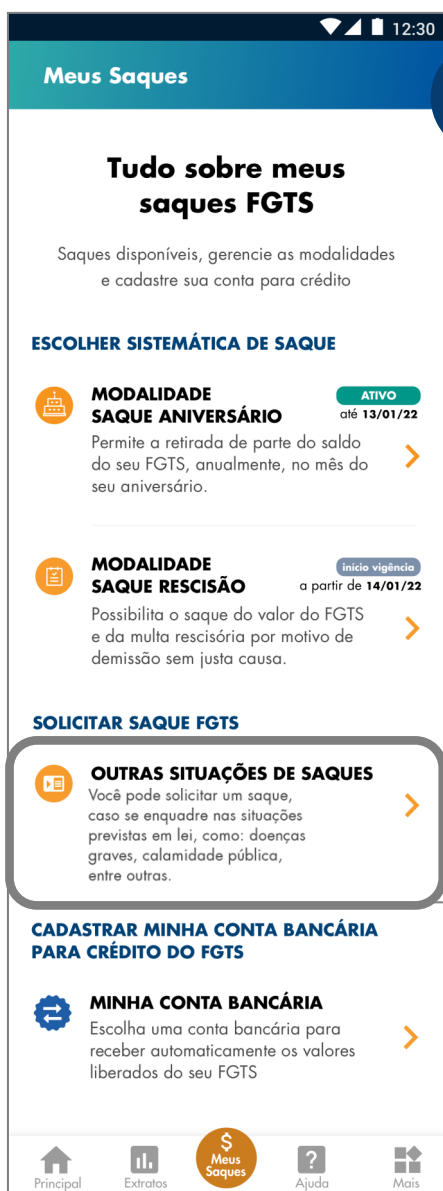 12:30
Meus Saques
Tudo sobre meus
saques FGTS
Saques disponíveis, gerencie as modalidades
e cadastre sua conta para crédito
ESCOLHER SISTEMÁTICA DE SAQUE
MODALIDADE
SAQUE ANIVERSÁRIO
ATIVO
até 13/01/22
Permite a retirada de parte do saldo
do seu FGTS, anualmente, no mês do
seu aniversário.
MODALIDADE
SAQUE RESCISÃO
início vigência
a partir de 14/01/22
Possibilita o saque do valor do FGTS
e da multa rescisória por motivo de
demissão sem justa causa.
SOLICITAR SAQUE FGTS
OUTRAS SITUAÇÕES DE SAQUES
Você pode solicitar um saque,
caso se enquadre nas situações
previstas em lei, como: doenças
graves, calamidade pública,
entre outras.
CADASTRAR MINHA CONTA BANCÁRIA
PARA CRÉDITO DO FGTS
MINHA CONTA BANCÁRIA
Escolha uma conta bancária para
receber automaticamente os valores
liberados do seu FGTS
Principal
Extratos
$
Meus
Saques
?
Ajuda
Mais